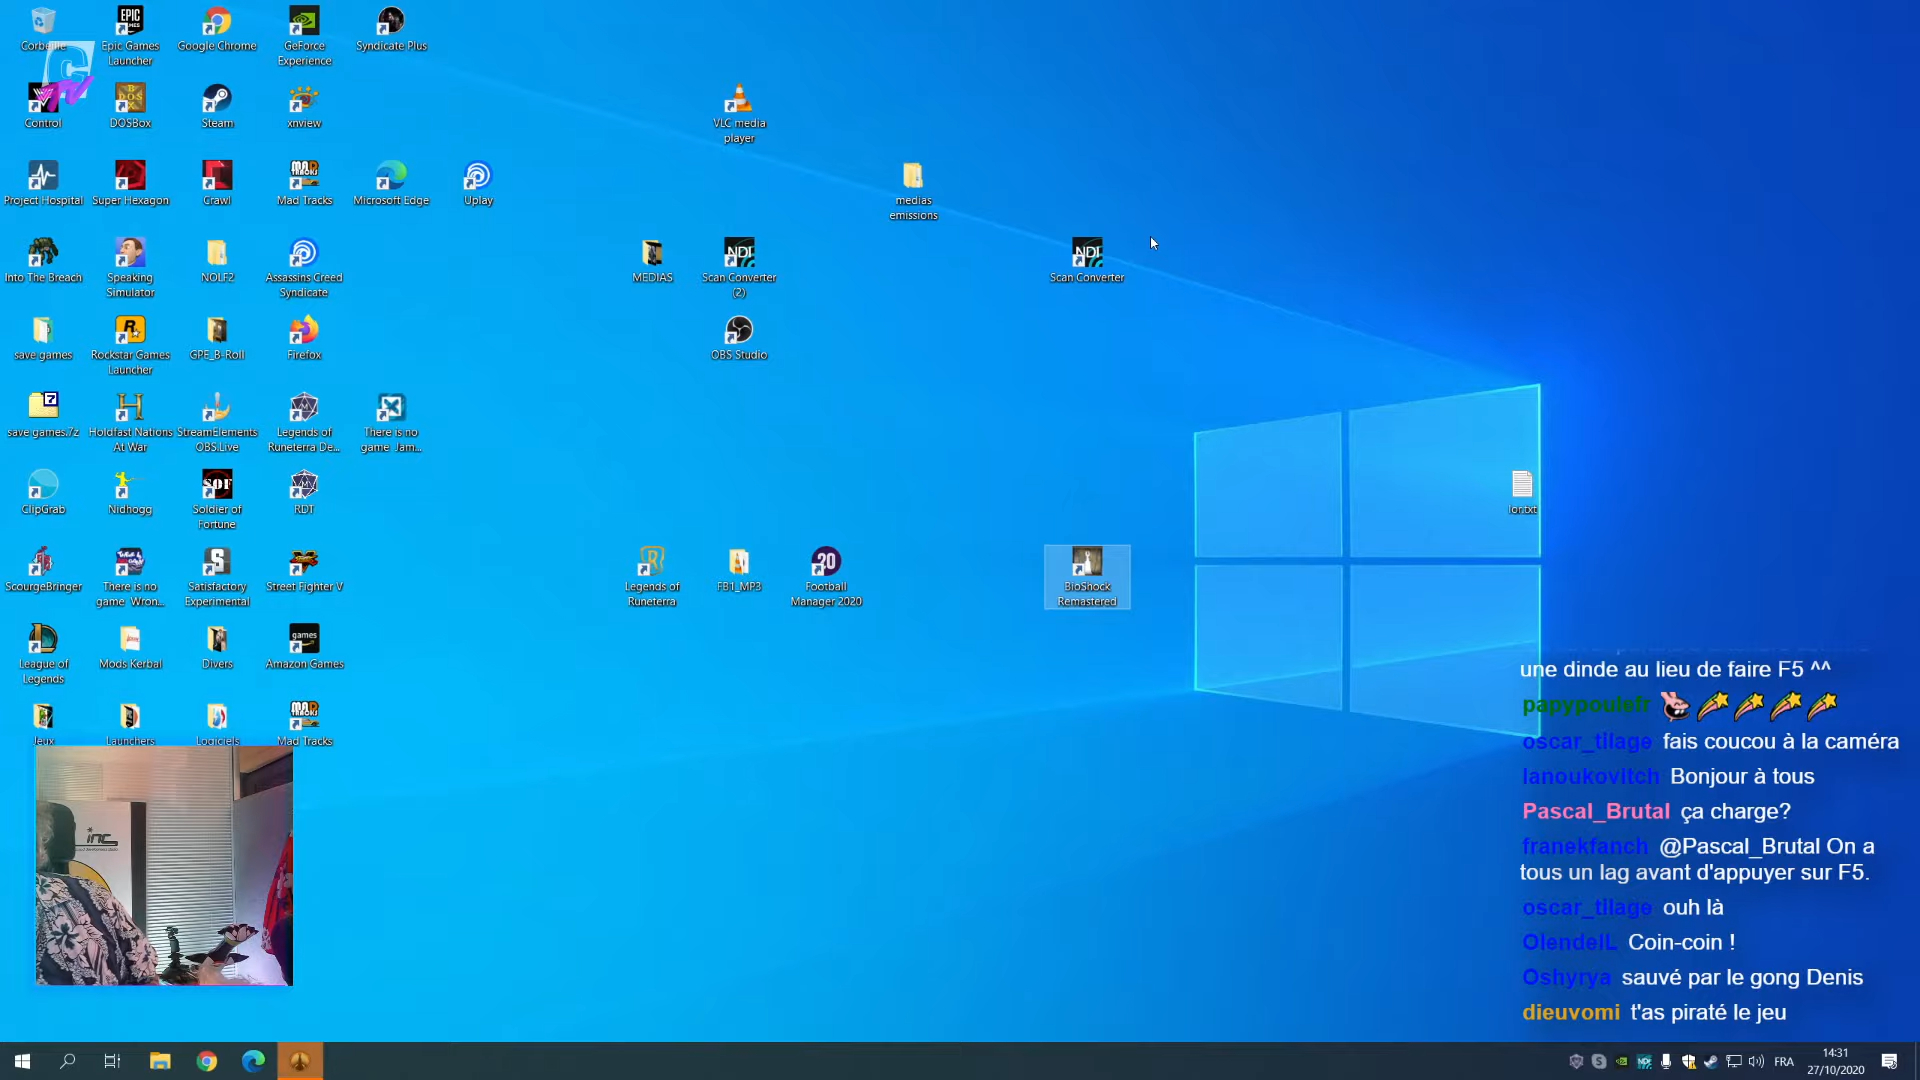 Corbeille
Epic Games
Launcher
Google Chrome
GeForce
Experience
Syndicate Plus
Control
DOSBox
Steam
xnview
VLC media
player
Project Hospital
Super Hexagon
Crawl
Mad Tracks
Microsoft Edge
Uplay
medias
emissions
Into The Breach
Speaking
Simulator
NOLF2
Assassins Creed
Syndicate
MEDIAS
Scan Converter
(2)
Scan Converter
save games
Rockstar Games
Launcher
GPE_B-Roll
Firefox
OBS Studio
save games.7z
Holdfast Nations
At War
StreamElements
OBS.Live
Legends of
Runeterra De...
There is no
game Jam...
ClipGrab
Nidhogg
Soldier of
Fortune
RDT
lor.txt
ScourgeBringer
There is no
game Wron...
Satisfactory
Experimental
Street Fighter V
Legends of
Runeterra
FB1_MP3
Football
Manager 2020
BioShock
Remastered
League of
Legends
Mods Kerbal
Divers
Amazon Games
Jeux
Launchers
Logiciels
Mad Tracks
inc
une dinde au lieu de faire F5 ^^
papypoulefr
oscar_tilage fais coucou à la caméra
lanoukovitch Bonjour à tous
Pascal_Brutal ça charge?
franekfanch @Pascal_Brutal On a
tous un lag avant d'appuyer sur F5.
oscar_tilage ouh là
OlendelL Coin-coin !
Oshyrya sauvé par le gong Denis
dieuvomi t'as piraté le jeu
FRA
14:31
27/10/2020